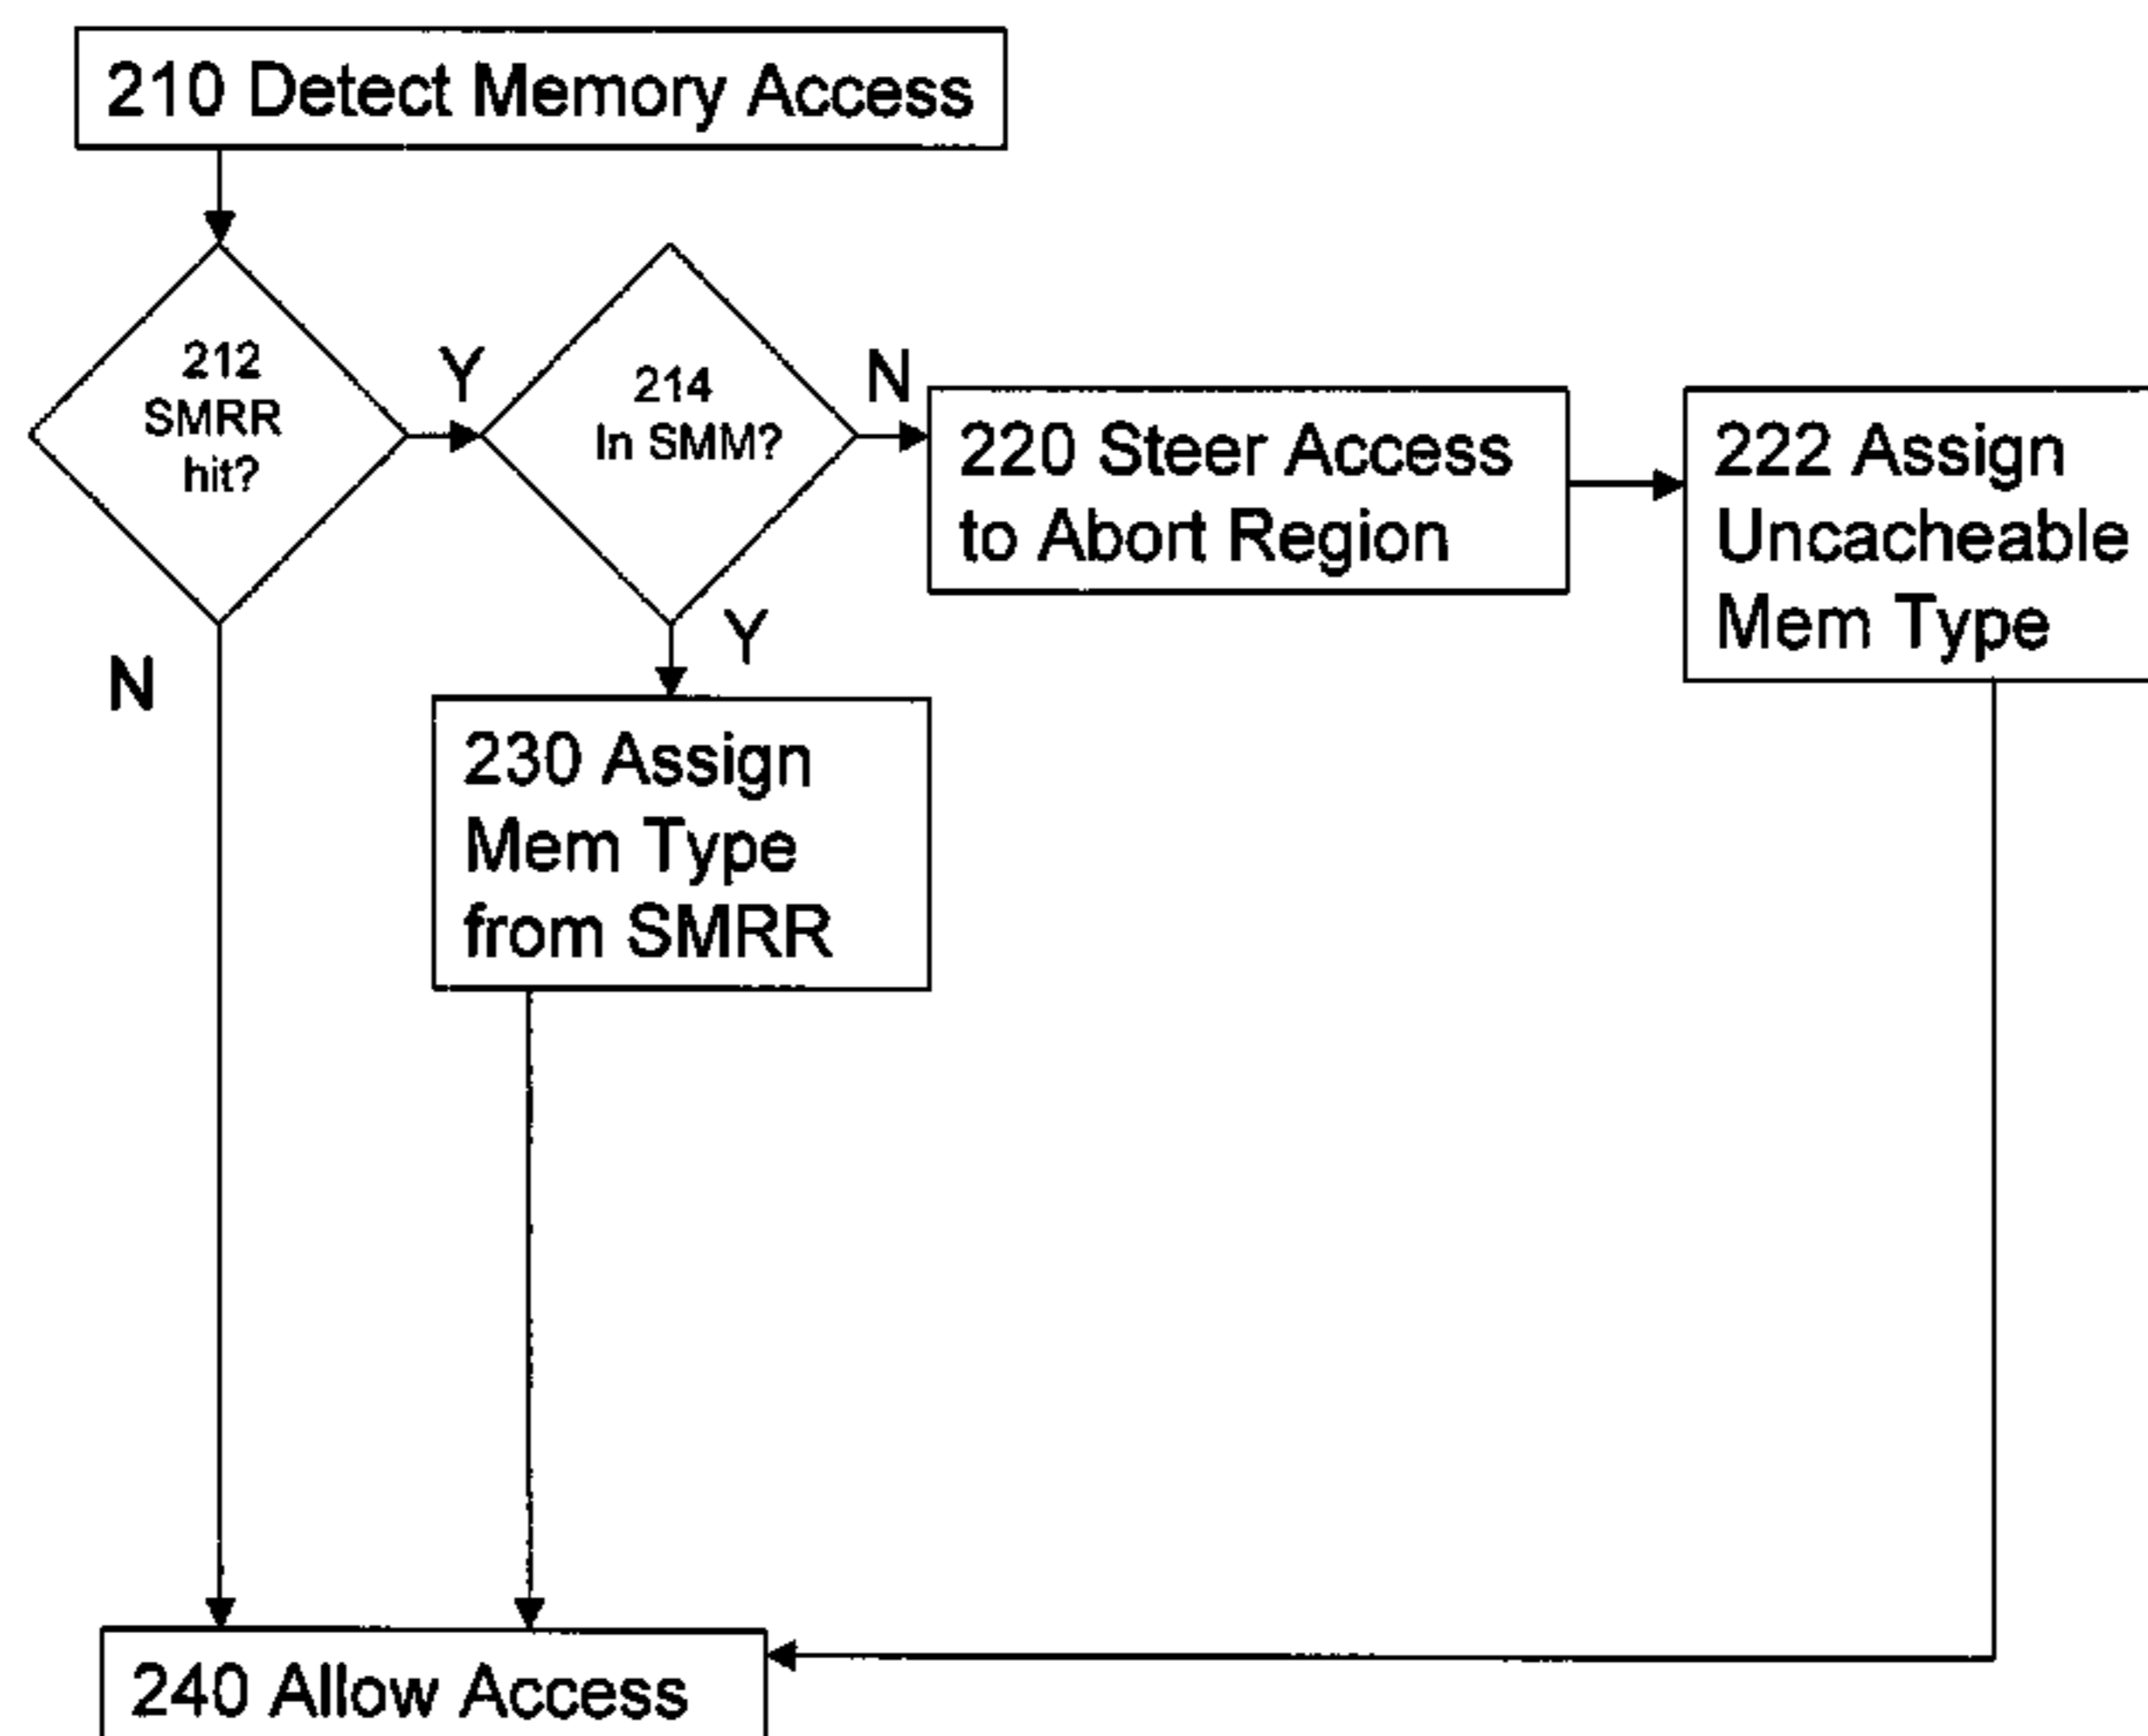 210 Detect Memory Access
212
SMRR
hit?
Y
214
In SMM?
N
220 Steer Access
to Abort Region
222 Assign
Uncacheable
Mem Type
N
Y
230 Assign
Mem Type
from SMRR
240 Allow Access